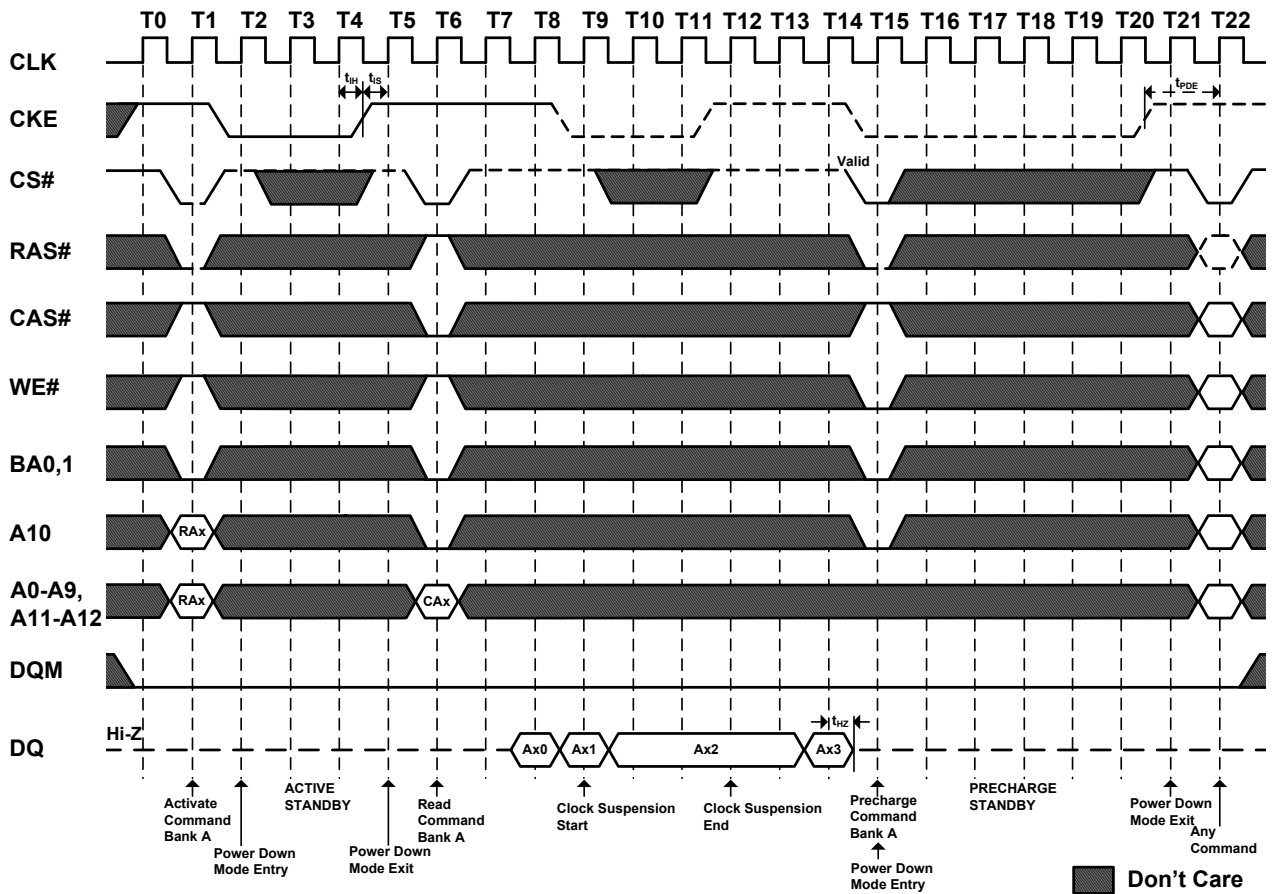 T0 T1 T2 T3 T4 T5 T6 T7 T8 T9 T10 T11 T12 T13 T14 T15 T16 T17 T18 T19 T20 T21 T22
CLK
tIH tIS tPDE
CKE
Valid
CS#
RAS#
CAS#
WE#
BA0,1
A10
RAx
A0-A9,
A11-A12
RAx CAx
DQM
Hi-Z
tHZ
DQ
Ax0 Ax1 Ax2 Ax3
Activate
Command
Bank A
Power Down
Mode Entry
ACTIVE
STANDBY
Power Down
Mode Exit
Read
Command
Bank A
Clock Suspension
Start
Clock Suspension
End
Precharge
Command
Bank A
Power Down
Mode Entry
PRECHARGE
STANDBY
Power Down
Mode Exit
Any
Command
Don't Care